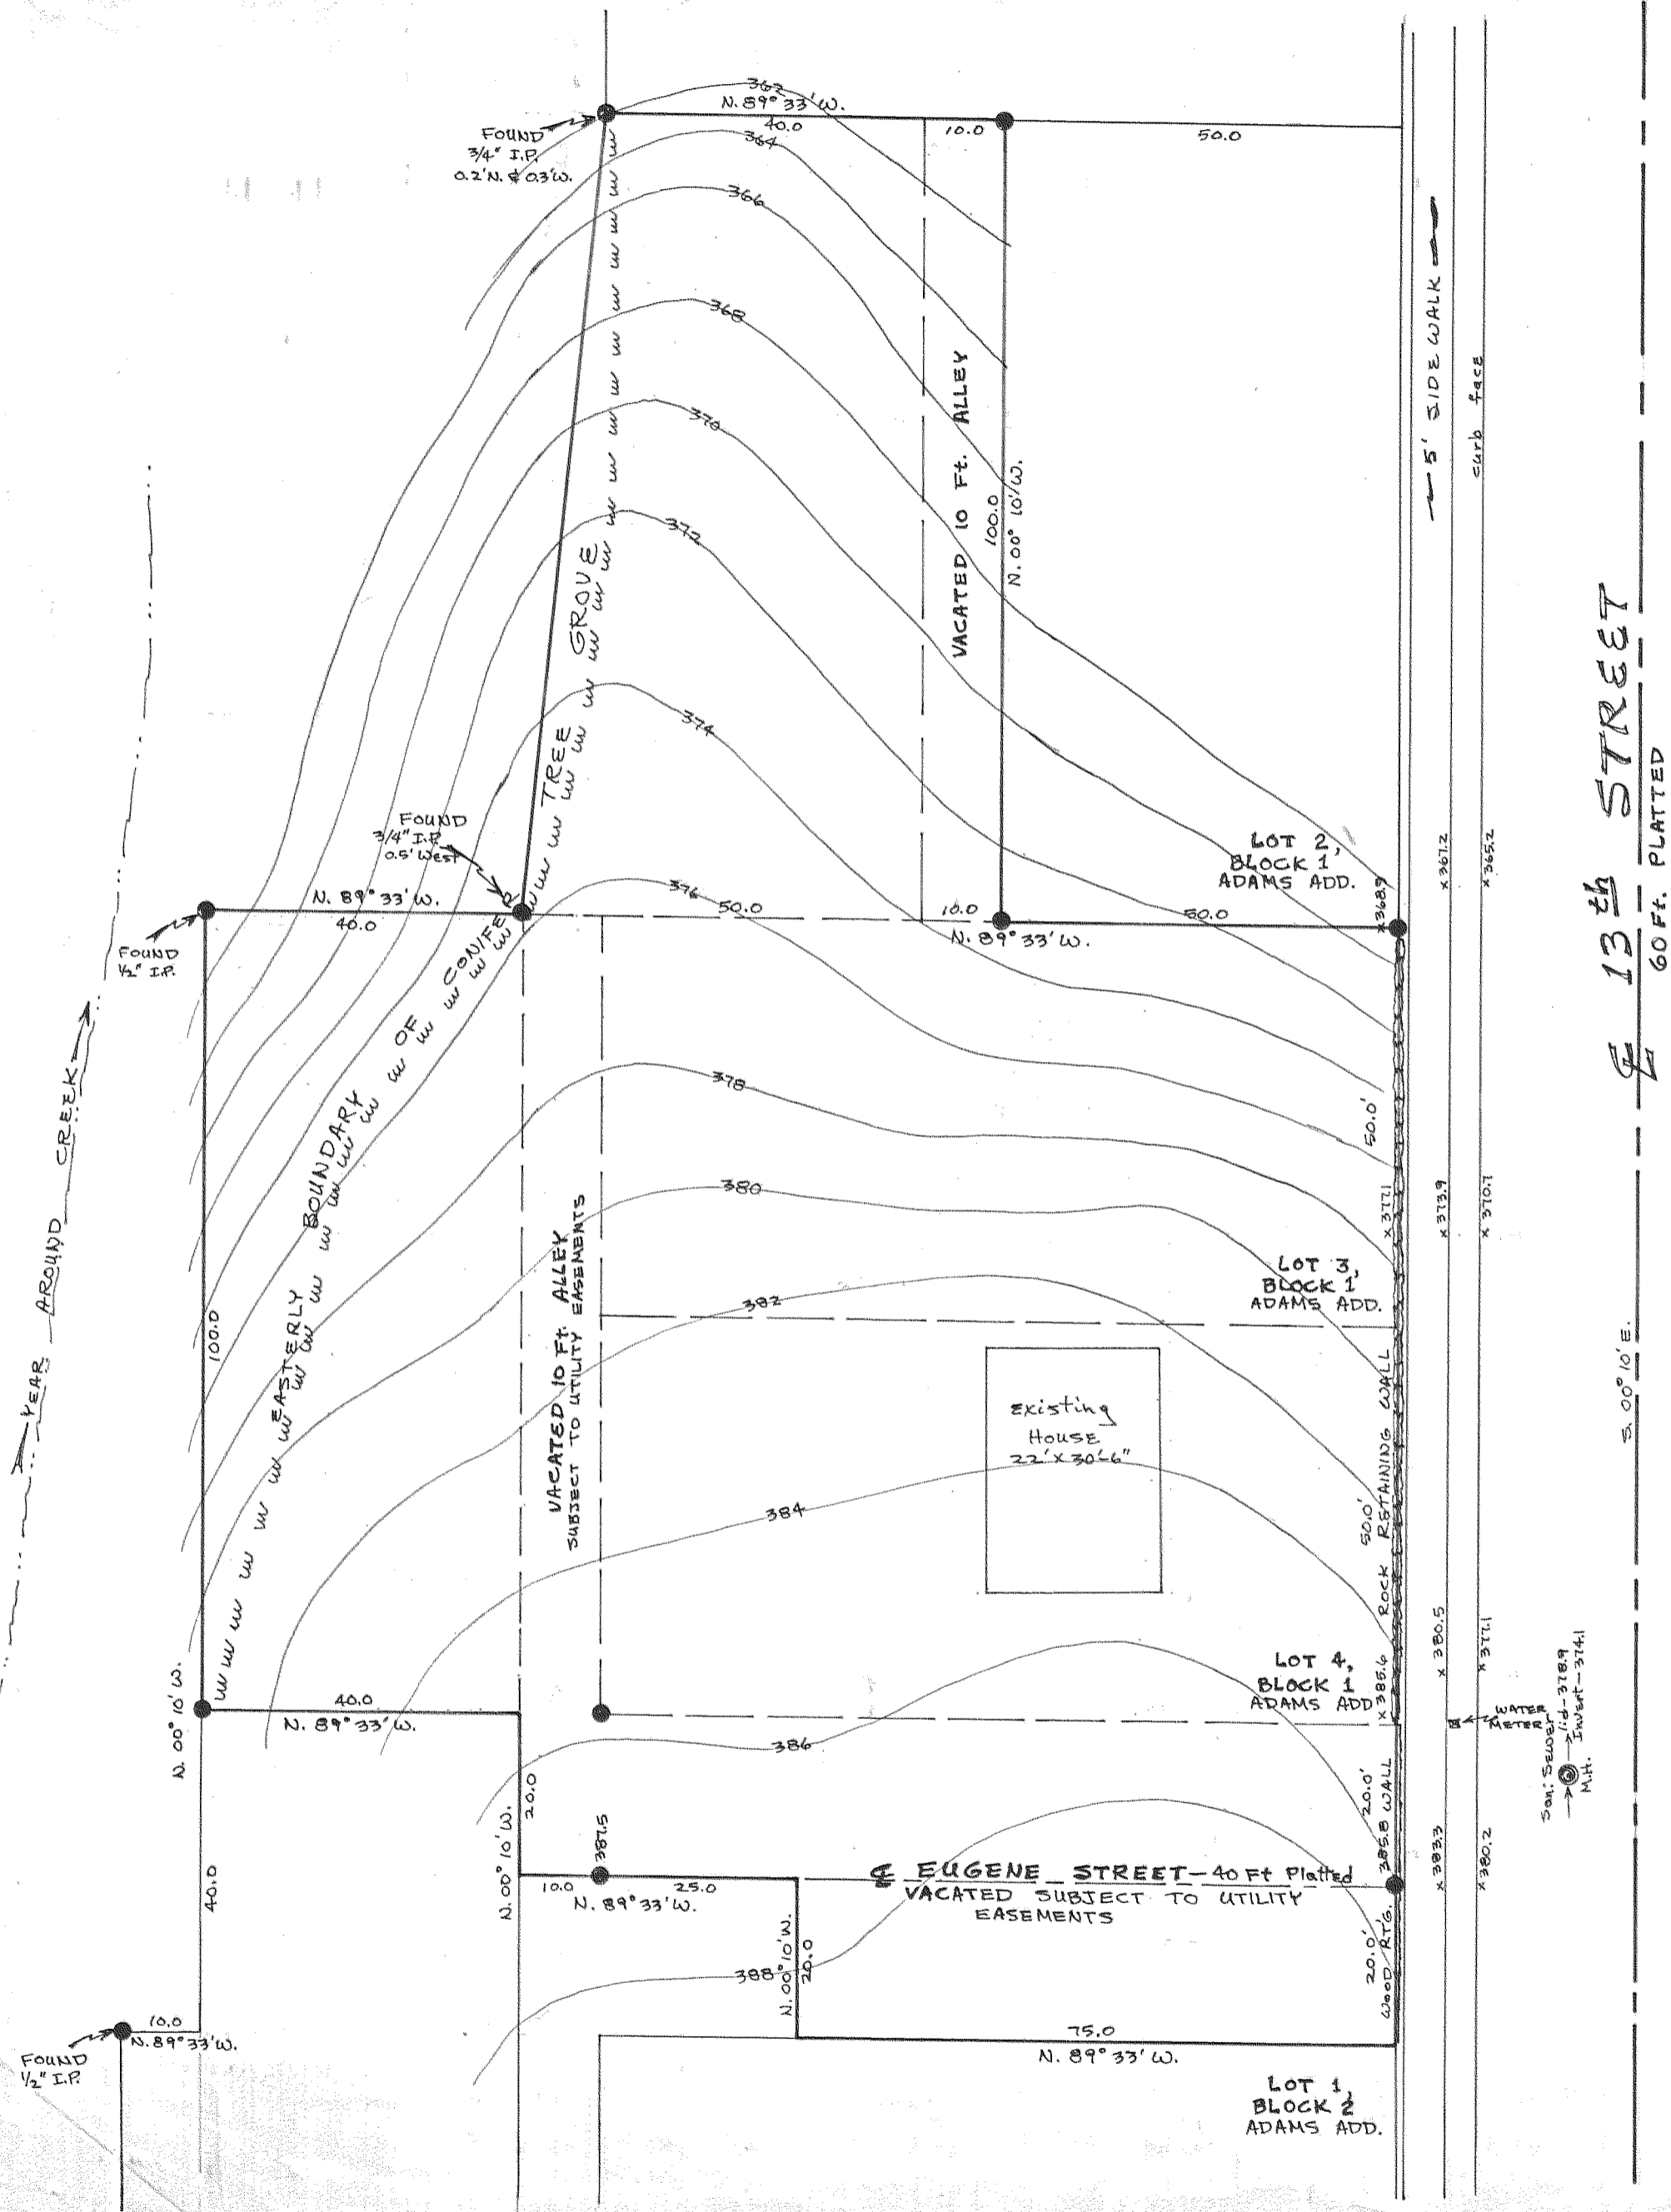 362
N. 89° 33' W.
40.0
10.0
50.0
FOUND
3/4" I.P.
0.2' N. & 0.3' W.
364
366
368
370
372
374
VACATED 10 Ft. ALLEY
100.0
N. 00° 10' W.
5' SIDEWALK
curb face
℄ 13th STREET
60 Ft. PLATTED
EASTERLY BOUNDARY OF CONIFER TREE GROVE
FOUND
3/4" I.P.
0.5' West
LOT 2,
BLOCK 1
ADAMS ADD.
x 368.9
x 367.2
x 365.2
N. 89° 33' W.
40.0
376
50.0
10.0
50.0
N. 89° 33' W.
FOUND
1/2" I.P.
YEAR AROUND CREEK
378
50.0'
380
x 377.1
x 373.9
x 370.7
VACATED 10 Ft. ALLEY
SUBJECT TO UTILITY EASEMENTS
LOT 3,
BLOCK 1
ADAMS ADD.
382
100.0
S. 00° 10' E.
Existing
House
22' x 30'-6"
ROCK RETAINING WALL
50.0'
384
LOT 4,
BLOCK 1
ADAMS ADD
x 385.6
x 380.5
x 377.1
N. 00° 10' W.
40.0
N. 89° 33' W.
WATER
METER
San. Sewer
lid-378.9
Invert-374.1
M.H.
386
20.0
20.0'
N. 00° 10' W.
387.5
385.8
WOOD RT'G. WALL
x 383.3
x 380.2
℄ EUGENE STREET-40 Ft Platted
VACATED SUBJECT TO UTILITY
EASEMENTS
10.0
25.0
N. 89° 33' W.
40.0
388
N. 00° 10' W.
20.0
20.0'
10.0
N. 89° 33' W.
FOUND
1/2" I.P.
75.0
N. 89° 33' W.
LOT 1,
BLOCK 2
ADAMS ADD.